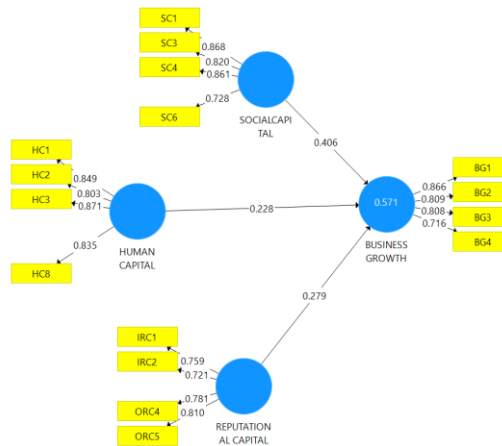 SC1
SC3
SC4
SC6
0.868
0.820
0.861
0.728
SOCIALCAPI
TAL
0.406
HC1
HC2
HC3
HC8
0.849
0.803
0.871
0.835
HUMAN
CAPITAL
0.228
0.571
BUSINESS
GROWTH
0.866
0.809
0.808
0.716
BG1
BG2
BG3
BG4
0.279
IRC1
IRC2
ORC4
ORC5
0.759
0.721
0.781
0.810
REPUTATION
AL CAPITAL